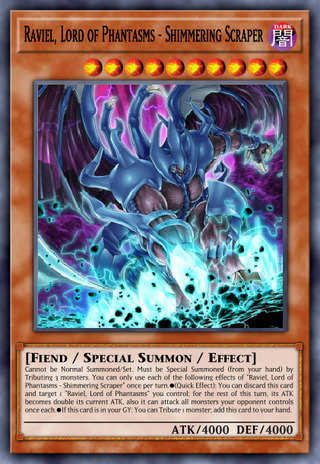 Raviel, Lord of Phantasms - Shimmering Scraper
DARK
闇
[Fiend / Special Summon / Effect]
Cannot be Normal Summoned/Set. Must be Special Summoned (from your hand) by
Tributing 3 monsters. You can only use each of the following effects of "Raviel, Lord of
Phantasms - Shimmering Scraper" once per turn.●(Quick Effect): You can discard this card
and target 1 "Raviel, Lord of Phantasms" you control; for the rest of this turn, its ATK
becomes double its current ATK, also it can attack all monsters your opponent controls
once each.●If this card is in your GY: You can Tribute 1 monster; add this card to your hand.
ATK/4000 DEF/4000